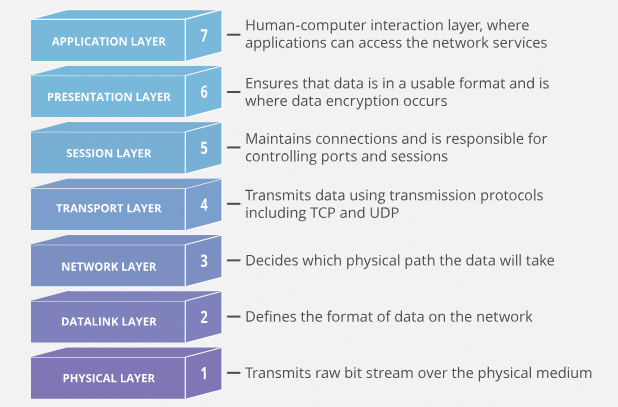 APPLICATION LAYER 7
Human-computer interaction layer, where
applications can access the network services
PRESENTATION LAYER 6
Ensures that data is in a usable format and is
where data encryption occurs
SESSION LAYER 5
Maintains connections and is responsible for
controlling ports and sessions
TRANSPORT LAYER 4
Transmits data using transmission protocols
including TCP and UDP
NETWORK LAYER 3
Decides which physical path the data will take
DATALINK LAYER 2
Defines the format of data on the network
PHYSICAL LAYER 1
Transmits raw bit stream over the physical medium